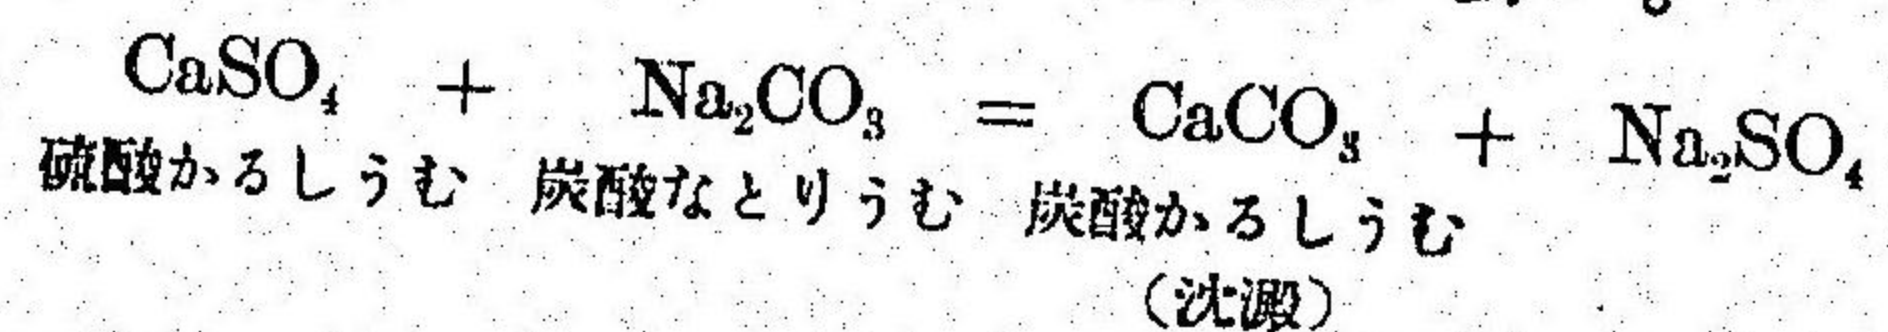 CaSO₄ + Na₂CO₃ = CaCO₃ + Na₂SO₄
硫酸かるしうむ 炭酸なとりうむ 炭酸かるしうむ
(沈澱)